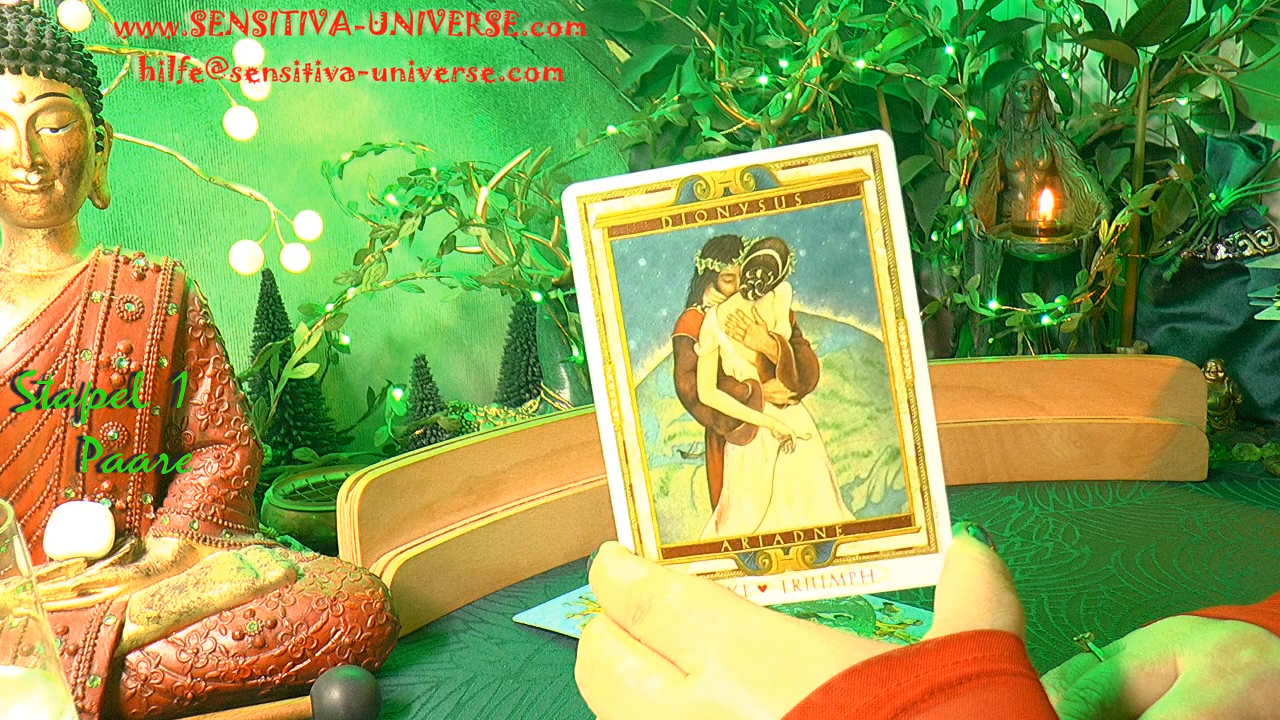 www.SENSITIVA-UNIVERSE.com
hilfe@sensitiva-universe.com
DIONYSUS
Stapel 1
Paare
ARIADNE
♥ TRIUMPH